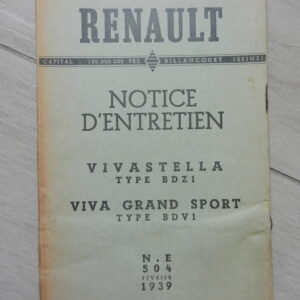 RENAULT
CAPITAL - 120.000.000 FRS BILLANCOURT (SEINE)
NOTICE
D'ENTRETIEN
VIVASTELLA
TYPE BDZ1
VIVA GRAND SPORT
TYPE BDV1
N. E
504
FÉVRIER
1939